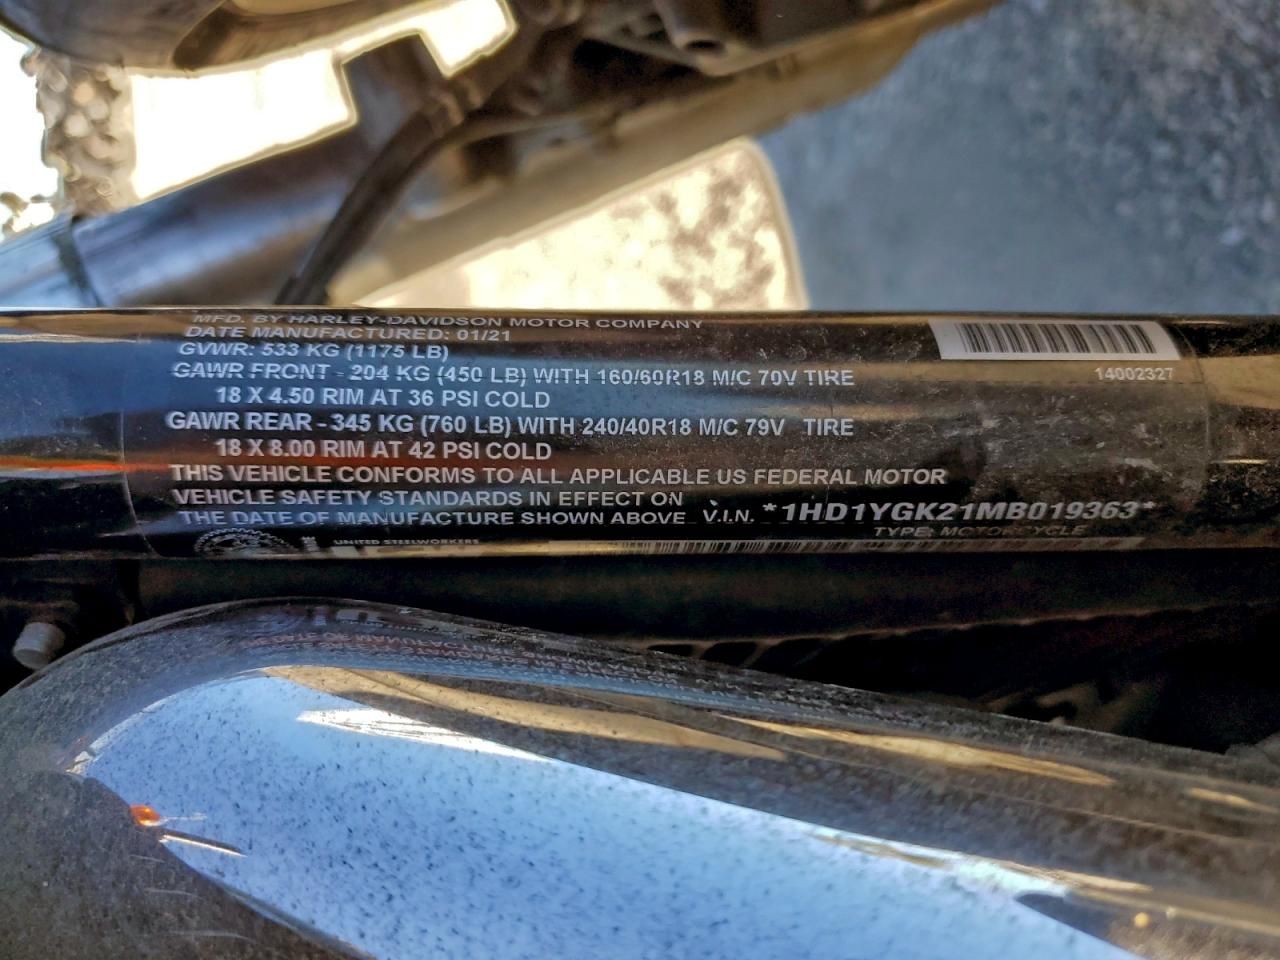 MFD. BY HARLEY-DAVIDSON MOTOR COMPANY
DATE MANUFACTURED: 01/21
GVWR: 533 KG (1175 LB)
GAWR FRONT - 204 KG (450 LB) WITH 160/60R18 M/C 70V TIRE
18 X 4.50 RIM AT 36 PSI COLD
GAWR REAR - 345 KG (760 LB) WITH 240/40R18 M/C 79V TIRE
18 X 8.00 RIM AT 42 PSI COLD
THIS VEHICLE CONFORMS TO ALL APPLICABLE US FEDERAL MOTOR
VEHICLE SAFETY STANDARDS IN EFFECT ON
THE DATE OF MANUFACTURE SHOWN ABOVE V.I.N. *1HD1YGK21MB019363*
TYPE: MOTORCYCLE
UNITED STEELWORKERS
14002327